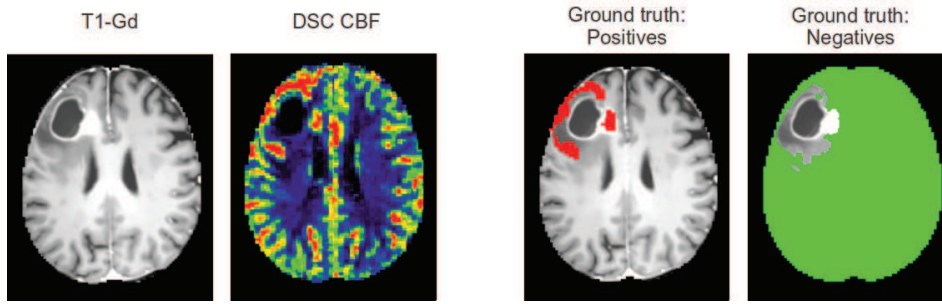 T1-Gd
DSC CBF
Ground truth:
Positives
Ground truth:
Negatives